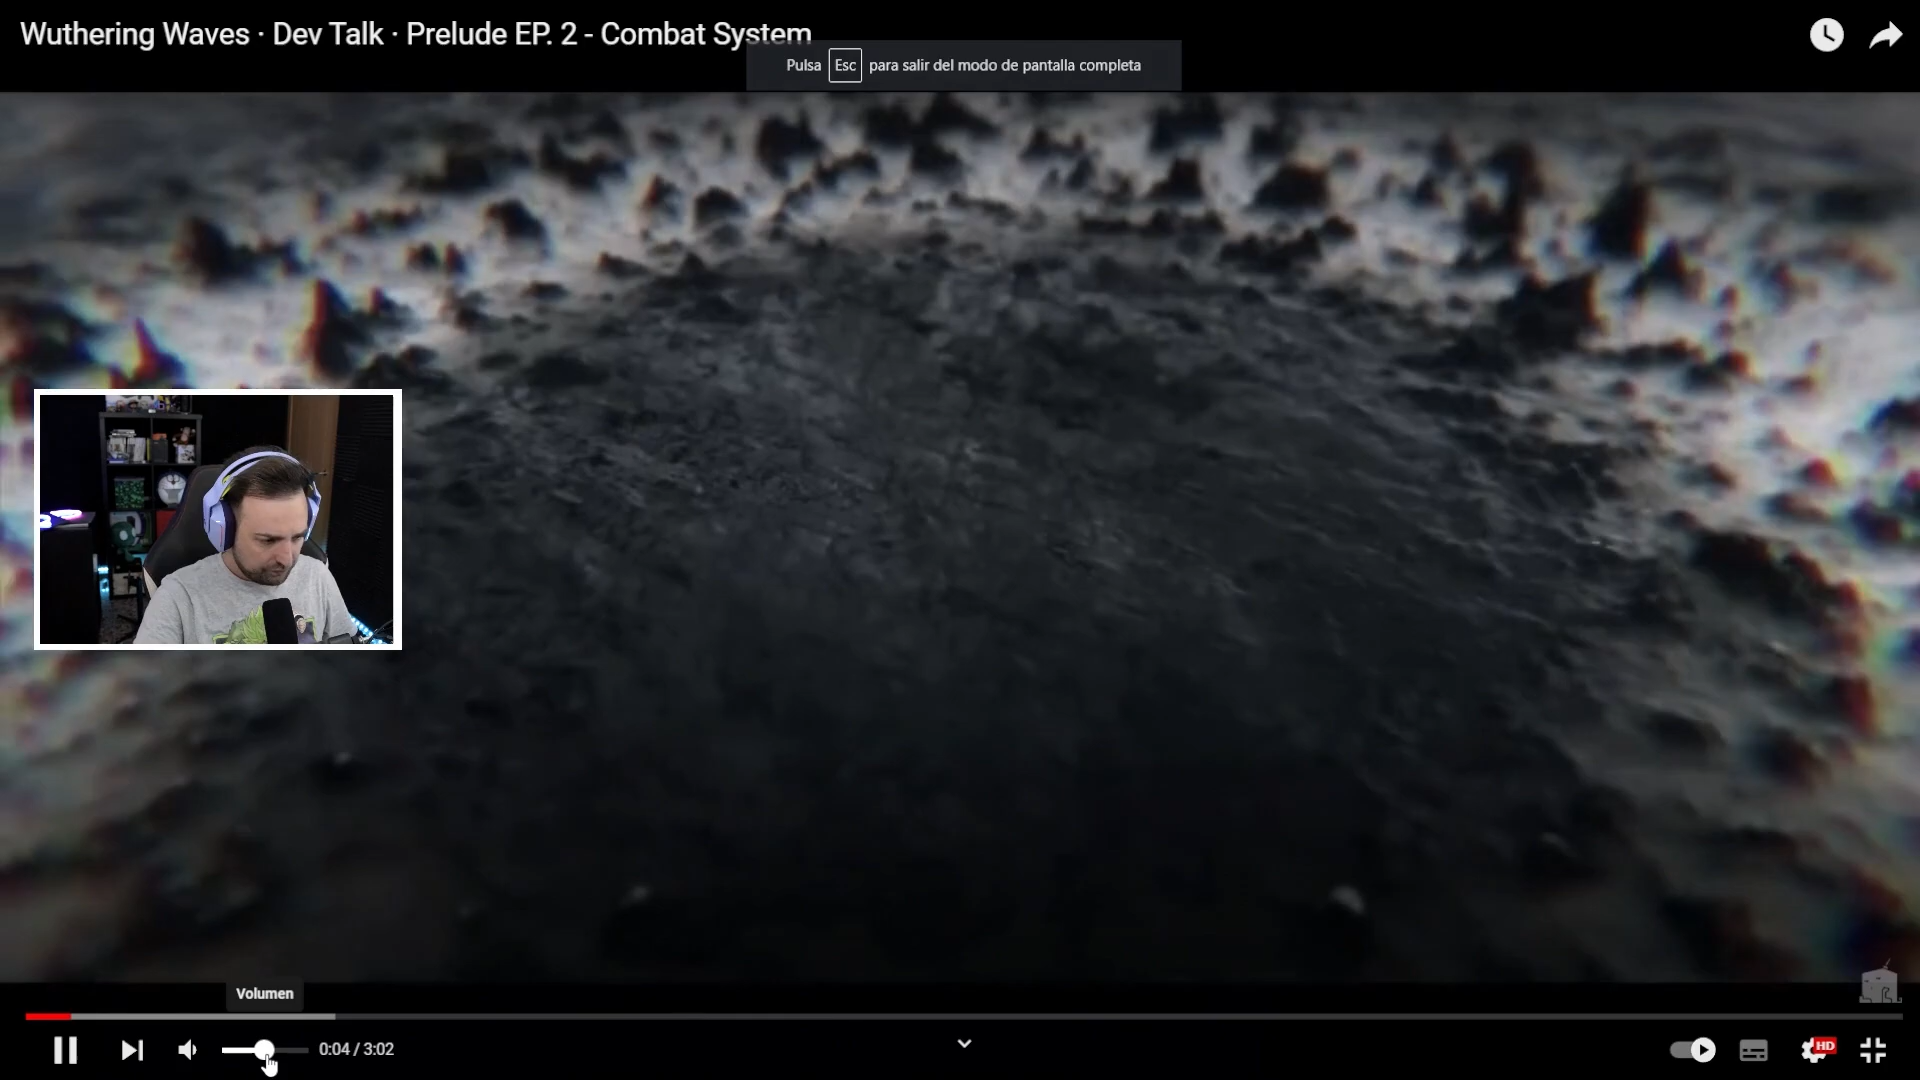 Wuthering Waves · Dev Talk · Prelude EP. 2 - Combat System
Pulsa Esc para salir del modo de pantalla completa
Volumen
0:04 / 3:02
HD